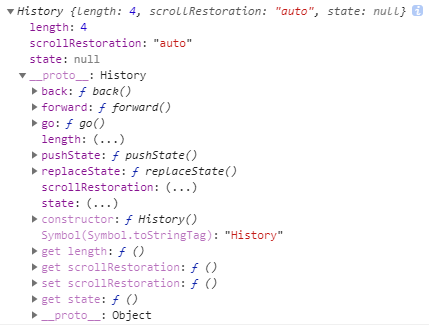 History {length: 4, scrollRestoration: "auto", state: null} i
length: 4
scrollRestoration: "auto"
state: null
__proto__: History
back: ƒ back()
forward: ƒ forward()
go: ƒ go()
length: (...)
pushState: ƒ pushState()
replaceState: ƒ replaceState()
scrollRestoration: (...)
state: (...)
constructor: ƒ History()
Symbol(Symbol.toStringTag): "History"
get length: ƒ ()
get scrollRestoration: ƒ ()
set scrollRestoration: ƒ ()
get state: ƒ ()
__proto__: Object